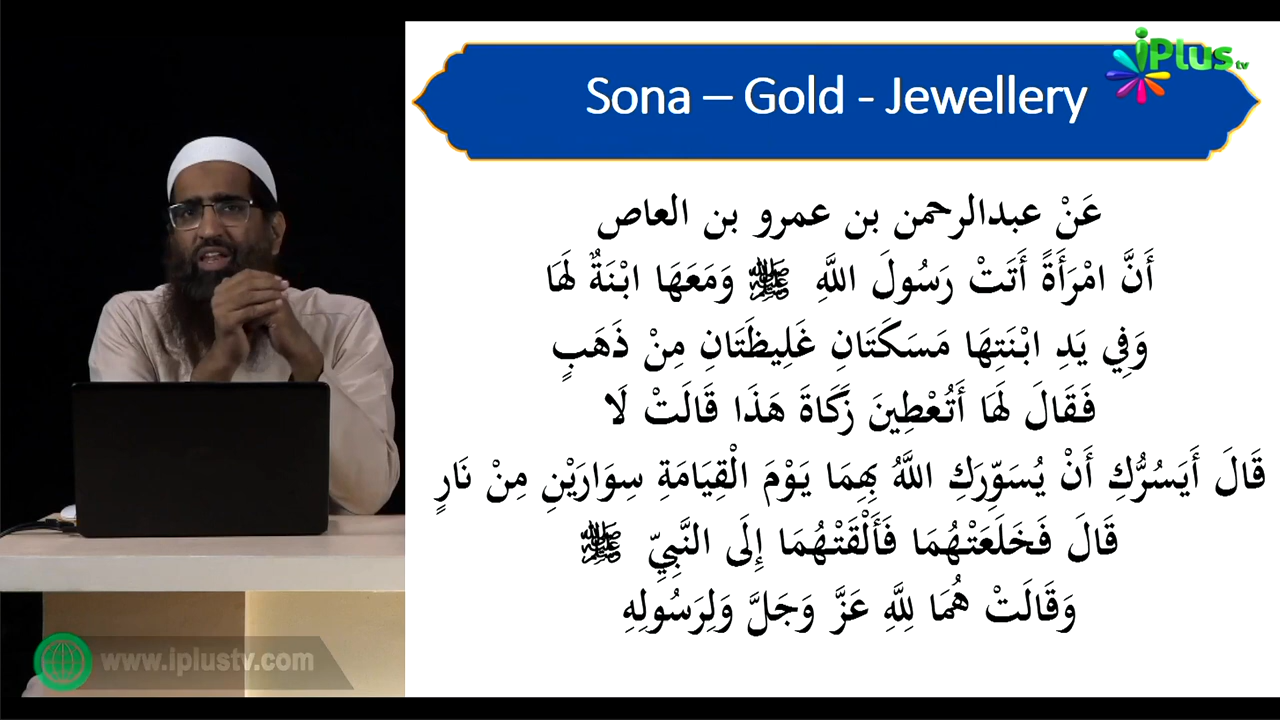 iPlus tv
Sona – Gold - Jewellery
عَنْ عبدالرحمن بن عمرو بن العاص
أَنَّ امْرَأَةً أَتَتْ رَسُولَ اللَّهِ ﷺ وَمَعَهَا ابْنَةٌ لَهَا
وَفِي يَدِ ابْنَتِهَا مَسَكَتَانِ غَلِيظَتَانِ مِنْ ذَهَبٍ
فَقَالَ لَهَا أَتُعْطِينَ زَكَاةَ هَذَا قَالَتْ لَا
قَالَ أَيَسُرُّكِ أَنْ يُسَوِّرَكِ اللَّهُ بِهِمَا يَوْمَ الْقِيَامَةِ سِوَارَيْنِ مِنْ نَارٍ
قَالَ فَخَلَعَتْهُمَا فَأَلْقَتْهُمَا إِلَى النَّبِيِّ ﷺ
وَقَالَتْ هُمَا لِلَّهِ عَزَّ وَجَلَّ وَلِرَسُولِهِ
www.iplustv.com